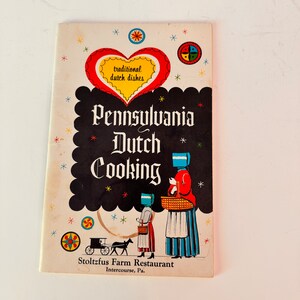 traditional
dutch dishes
Pennsylvania
Dutch
Cooking
Stoltzfus Farm Restaurant
Intercourse, Pa.